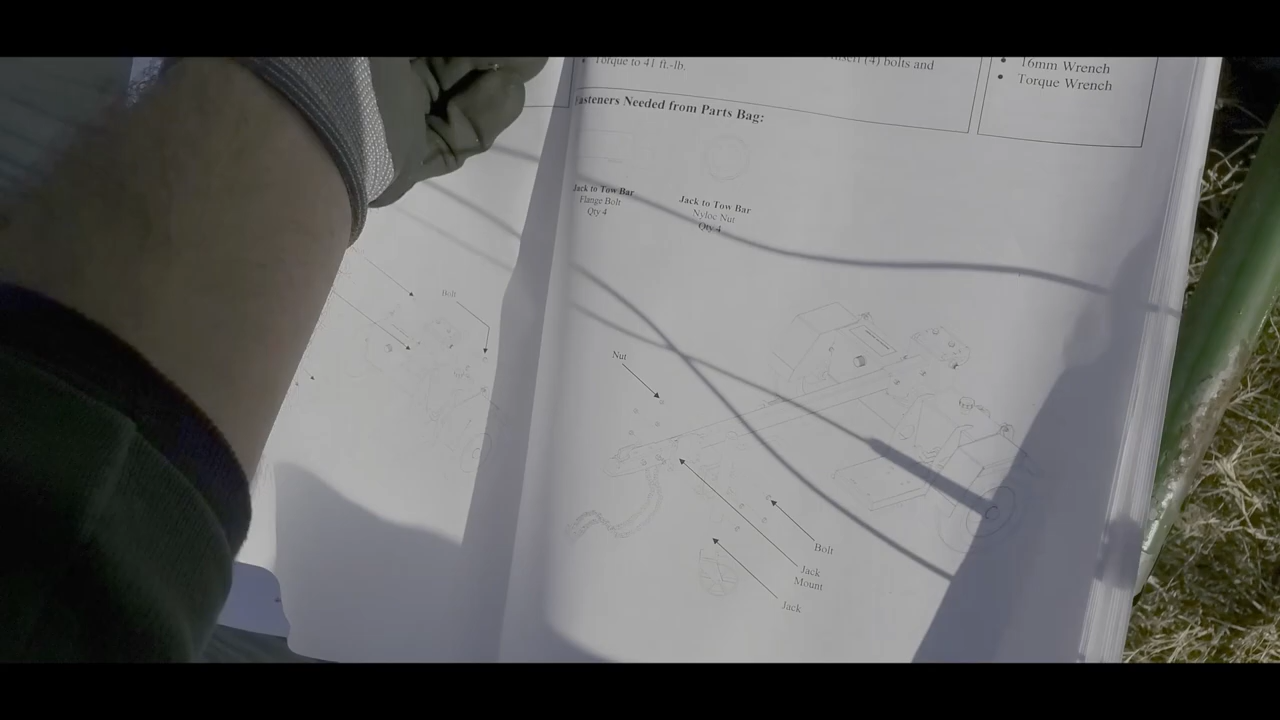 Torque to 41 ft.-lb.
insert (4) bolts and
16mm Wrench
Torque Wrench
Fasteners Needed from Parts Bag:
Jack to Tow Bar
Flange Bolt
Qty 4
Jack to Tow Bar
Nyloc Nut
Qty 4
Bolt
Nut
Bolt
Jack
Mount
Jack